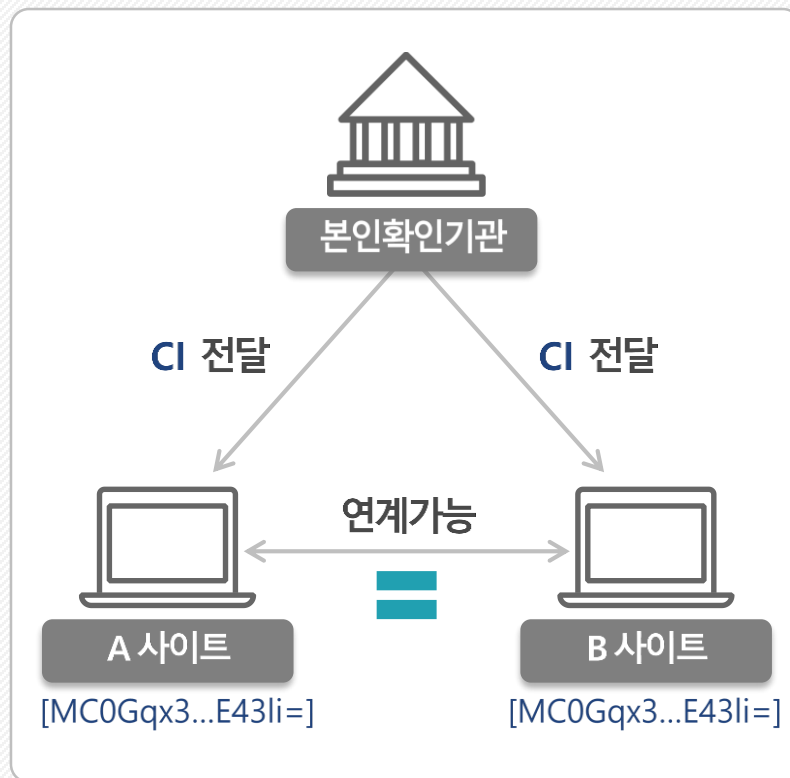 본인확인기관
CI 전달
CI 전달
연계가능
A 사이트
B 사이트
[MC0Gqx3...E43li=]
[MC0Gqx3...E43li=]